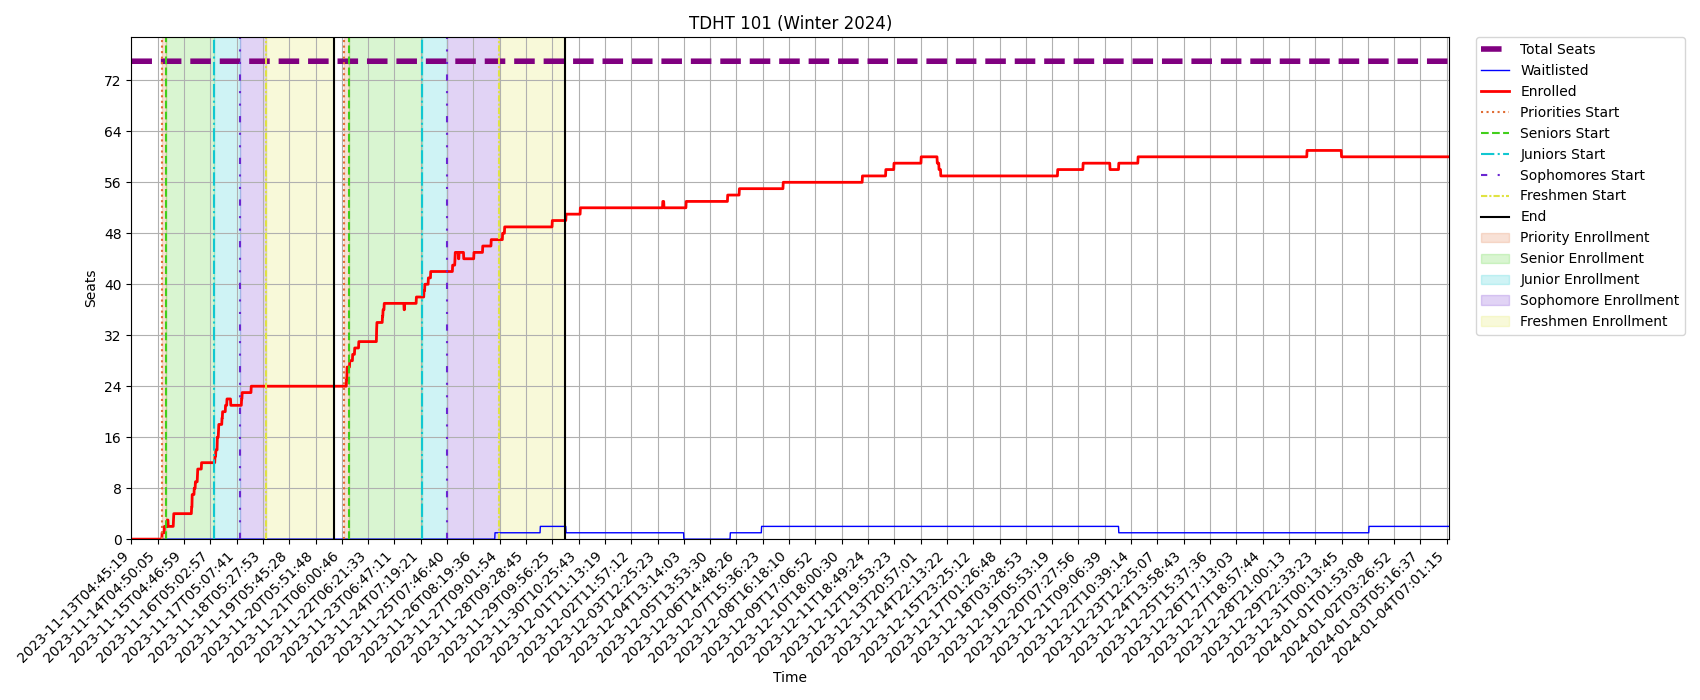 TDHT 101 (Winter 2024)
Total Seats
Waitlisted
Enrolled
Priorities Start
Seniors Start
Juniors Start
Sophomores Start
Freshmen Start
End
Priority Enrollment
Senior Enrollment
Junior Enrollment
Sophomore Enrollment
Freshmen Enrollment
Seats
72
64
56
48
40
32
24
16
8
0
2023-11-13T04:45:19
2023-11-14T04:50:05
2023-11-15T04:46:59
2023-11-16T05:02:57
2023-11-17T05:07:41
2023-11-18T05:27:53
2023-11-19T05:45:28
2023-11-20T05:51:48
2023-11-21T06:00:46
2023-11-22T06:21:33
2023-11-23T06:47:11
2023-11-24T07:19:21
2023-11-25T07:46:40
2023-11-26T08:19:36
2023-11-27T09:01:54
2023-11-28T09:28:45
2023-11-29T09:56:25
2023-11-30T10:25:43
2023-12-01T11:13:19
2023-12-02T11:57:12
2023-12-03T12:25:23
2023-12-04T13:14:03
2023-12-05T13:53:30
2023-12-06T14:48:26
2023-12-07T15:36:23
2023-12-08T16:18:10
2023-12-09T17:06:52
2023-12-10T18:00:30
2023-12-11T18:49:24
2023-12-12T19:53:23
2023-12-13T20:57:01
2023-12-14T22:13:22
2023-12-15T23:25:12
2023-12-17T01:26:48
2023-12-18T03:28:53
2023-12-19T05:53:19
2023-12-20T07:27:56
2023-12-21T09:06:39
2023-12-22T10:39:14
2023-12-23T12:25:07
2023-12-24T13:58:43
2023-12-25T15:37:36
2023-12-26T17:13:03
2023-12-27T18:57:44
2023-12-28T21:00:13
2023-12-29T22:33:23
2023-12-31T00:13:45
2024-01-01T01:53:08
2024-01-02T03:26:52
2024-01-03T05:16:37
2024-01-04T07:01:15
Time